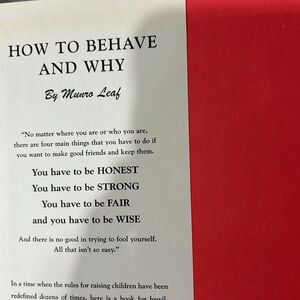 HOW TO BEHAVE
AND WHY
By Munro Leaf
"No matter where you are or who you are,
there are four main things that you have to do if
you want to make good friends and keep them.
You have to be HONEST
You have to be STRONG
You have to be FAIR
and you have to be WISE
And there is no good in trying to fool yourself.
All that isn't so easy."
In a time when the rules for raising children have been
redefined dozens of times, here is a book for